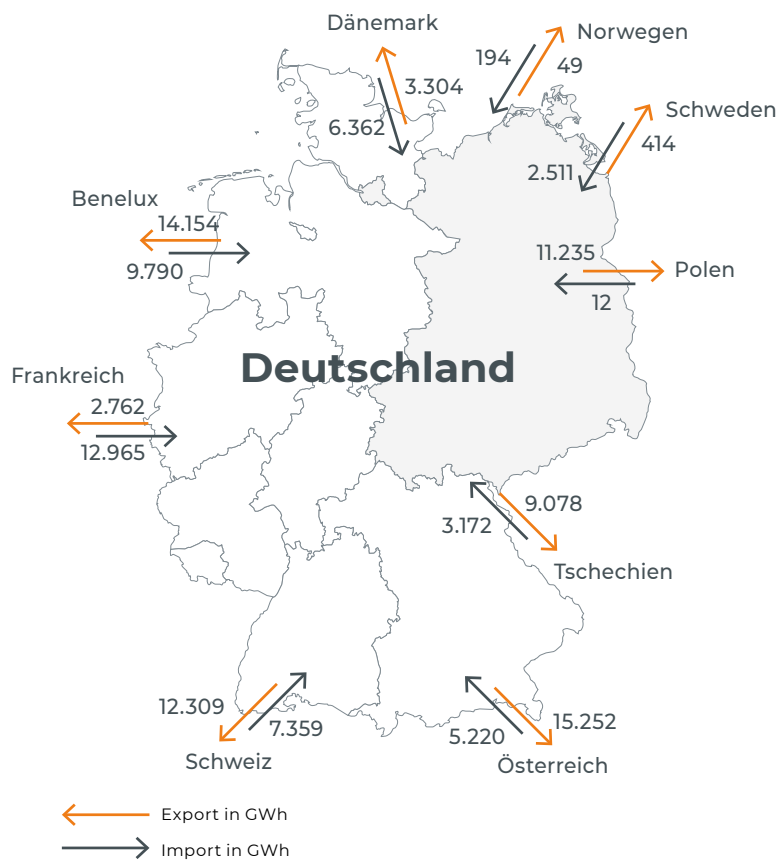 Dänemark
Norwegen
194
49
3.304
6.362
Schweden
414
2.511
Benelux
14.154
9.790
11.235
Polen
12
Deutschland
Frankreich
2.762
12.965
9.078
3.172
Tschechien
12.309
7.359
Schweiz
15.252
5.220
Österreich
Export in GWh
Import in GWh